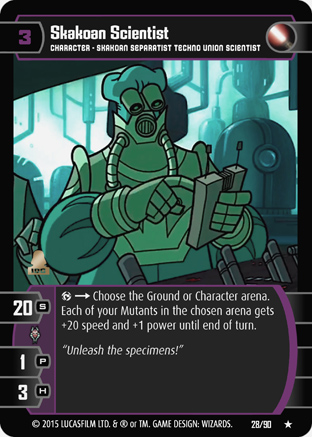 3 Skakoan Scientist
CHARACTER - SKAKOAN SEPARATIST TECHNO UNION SCIENTIST
20 S
1 P
3 H
→ Choose the Ground or Character arena.
Each of your Mutants in the chosen arena gets
+20 speed and +1 power until end of turn.
"Unleash the specimens!"
© 2015 LUCASFILM LTD. & ® or TM. GAME DESIGN: WIZARDS. 28/90 ★